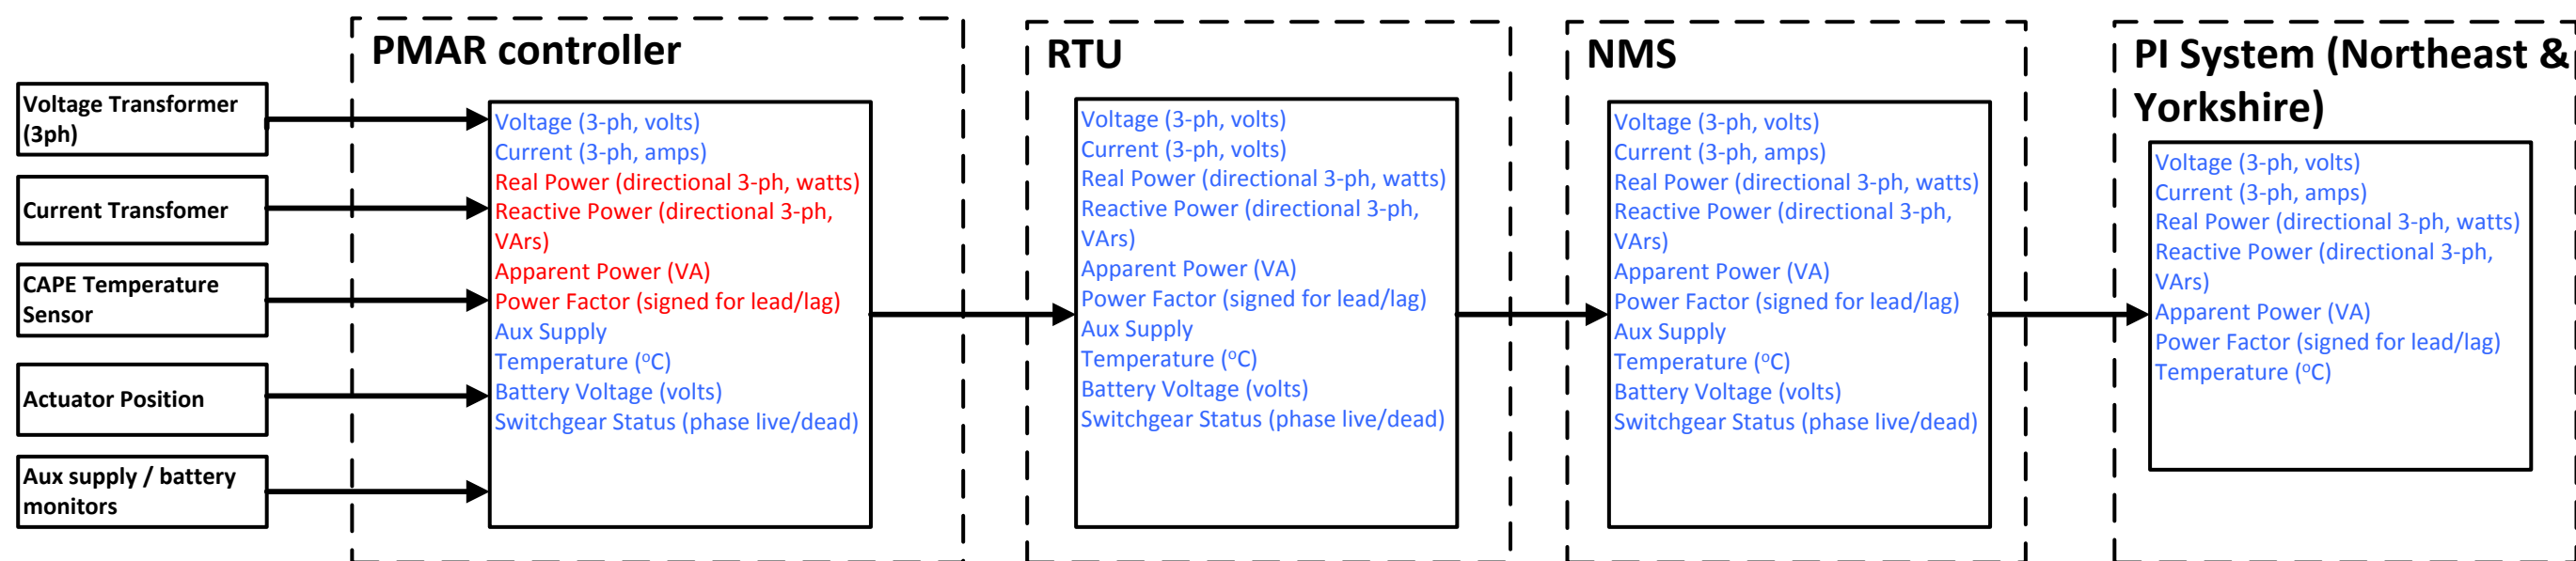 Voltage Transformer
(3ph)
Current Transfomer
CAPE Temperature
Sensor
Actuator Position
Aux supply / battery
monitors
PMAR controller
Voltage (3-ph, volts)
Current (3-ph, amps)
Real Power (directional 3-ph, watts)
Reactive Power (directional 3-ph,
VArs)
Apparent Power (VA)
Power Factor (signed for lead/lag)
Aux Supply
Temperature (°C)
Battery Voltage (volts)
Switchgear Status (phase live/dead)
RTU
Voltage (3-ph, volts)
Current (3-ph, volts)
Real Power (directional 3-ph, watts)
Reactive Power (directional 3-ph,
VArs)
Apparent Power (VA)
Power Factor (signed for lead/lag)
Aux Supply
Temperature (°C)
Battery Voltage (volts)
Switchgear Status (phase live/dead)
NMS
Voltage (3-ph, volts)
Current (3-ph, amps)
Real Power (directional 3-ph, watts)
Reactive Power (directional 3-ph,
VArs)
Apparent Power (VA)
Power Factor (signed for lead/lag)
Aux Supply
Temperature (°C)
Battery Voltage (volts)
Switchgear Status (phase live/dead)
PI System (Northeast &
Yorkshire)
Voltage (3-ph, volts)
Current (3-ph, amps)
Real Power (directional 3-ph, watts)
Reactive Power (directional 3-ph,
VArs)
Apparent Power (VA)
Power Factor (signed for lead/lag)
Temperature (°C)